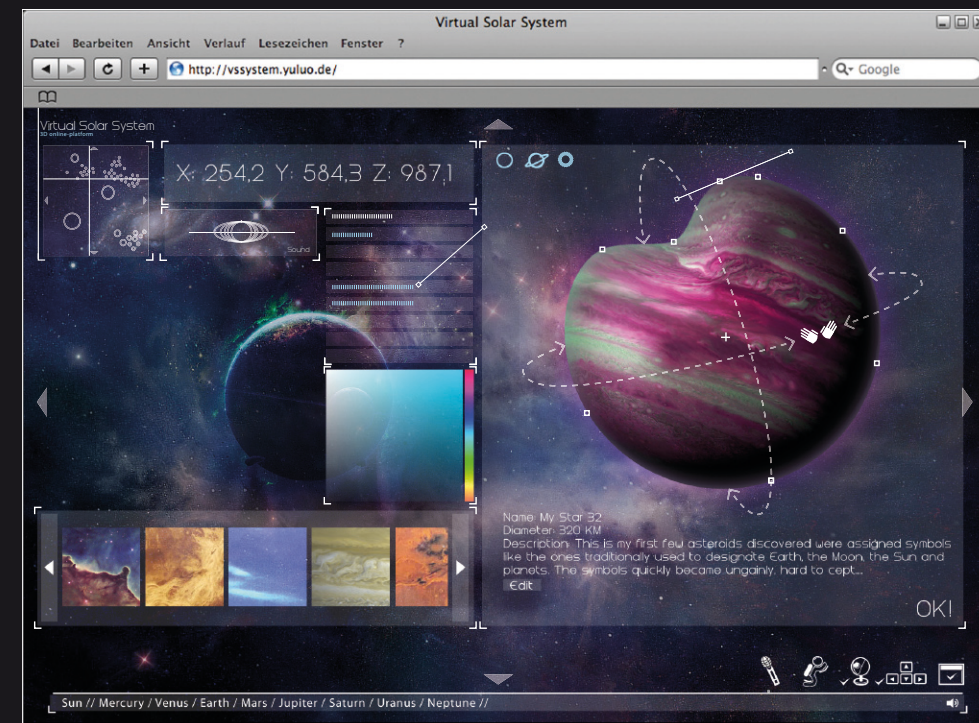 Virtual Solar System
Datei Bearbeiten Ansicht Verlauf Lesezeichen Fenster ?
http://vssystem.yuluo.de/
Google
Virtual Solar System
3D online-platform
X: 254,2 Y: 584,3 Z: 987,1
Sound
Name: My Star 32
Diameter: 320 KM
Description: This is my first few asteroids discovered were assigned symbols
like the ones traditionally used to designate Earth, the Moon, the Sun and
planets. The symbols quickly became ungainly, hard to cept...
Edit
OK!
Sun // Mercury / Venus / Earth / Mars / Jupiter / Saturn / Uranus / Neptune //